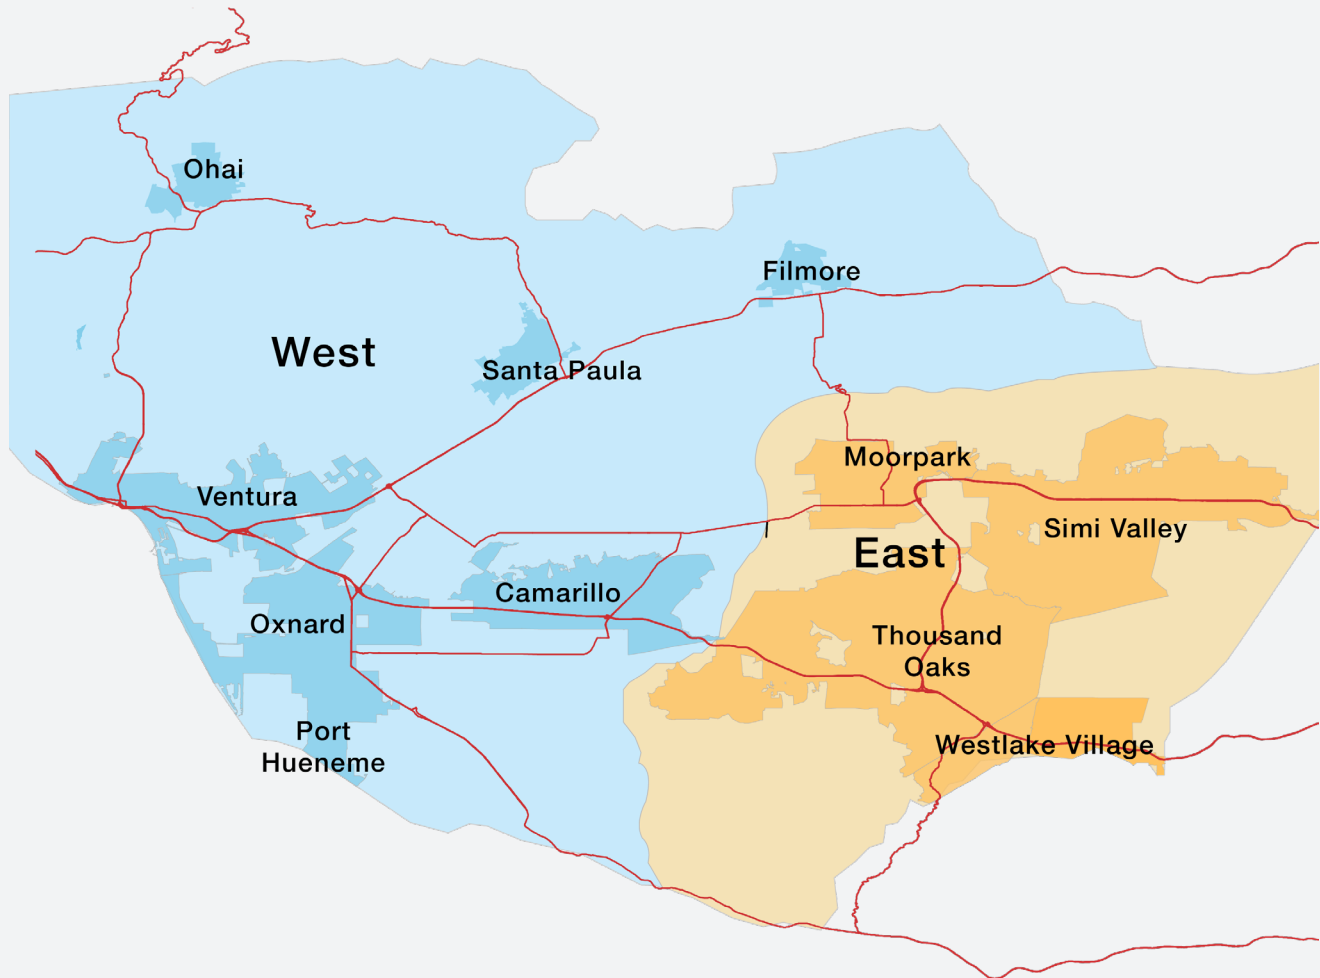 Ohai
Filmore
West
Santa Paula
Moorpark
Ventura
Simi Valley
East
Camarillo
Oxnard
Thousand
Oaks
Port
Hueneme
Westlake Village